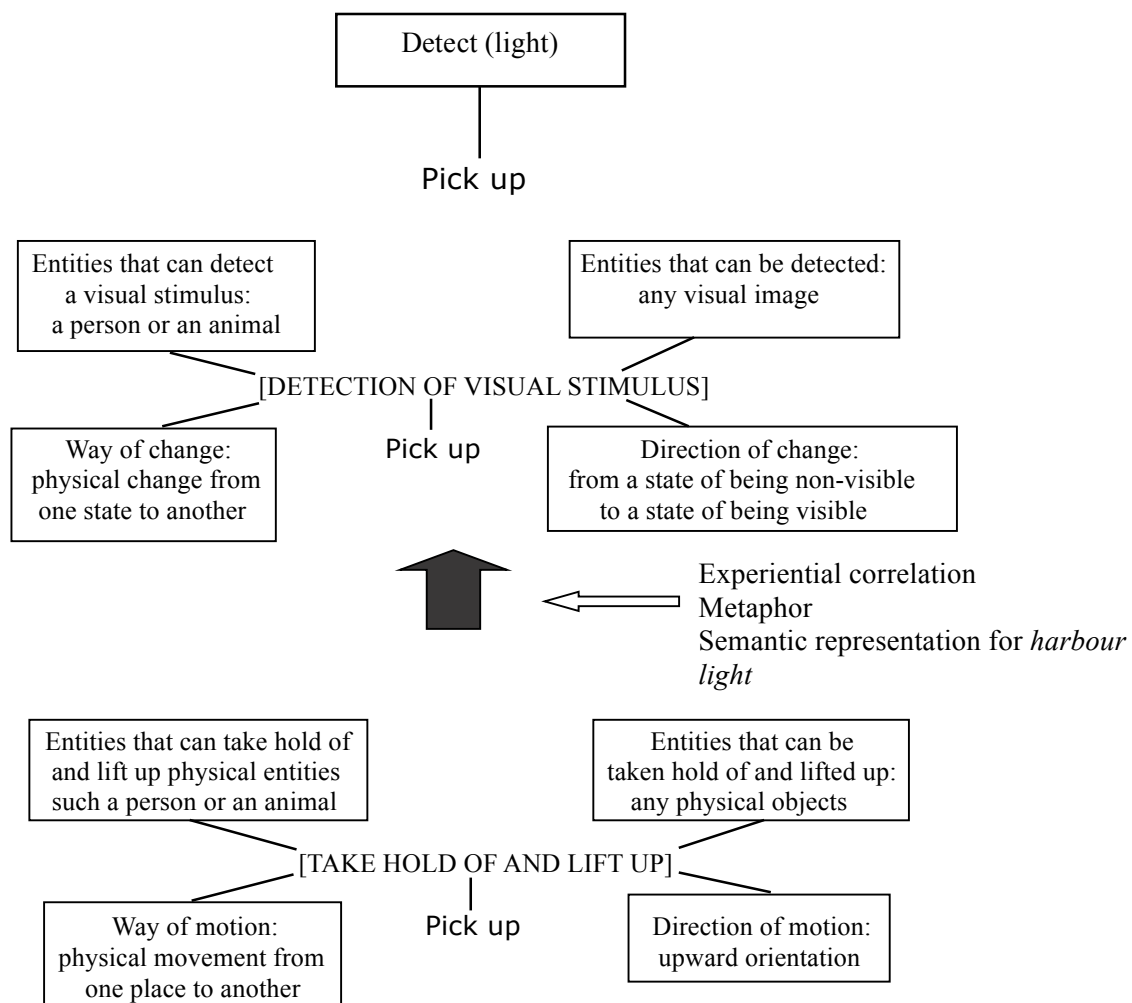 Detect (light)
Pick up
Entities that can detect
a visual stimulus:
a person or an animal
Entities that can be detected:
any visual image
[DETECTION OF VISUAL STIMULUS]
Way of change:
physical change from
one state to another
Pick up
Direction of change:
from a state of being non-visible
to a state of being visible
Experiential correlation
Metaphor
Semantic representation for harbour
light
Entities that can take hold of
and lift up physical entities
such a person or an animal
Entities that can be
taken hold of and lifted up:
any physical objects
[TAKE HOLD OF AND LIFT UP]
Way of motion:
physical movement from
one place to another
Pick up
Direction of motion:
upward orientation